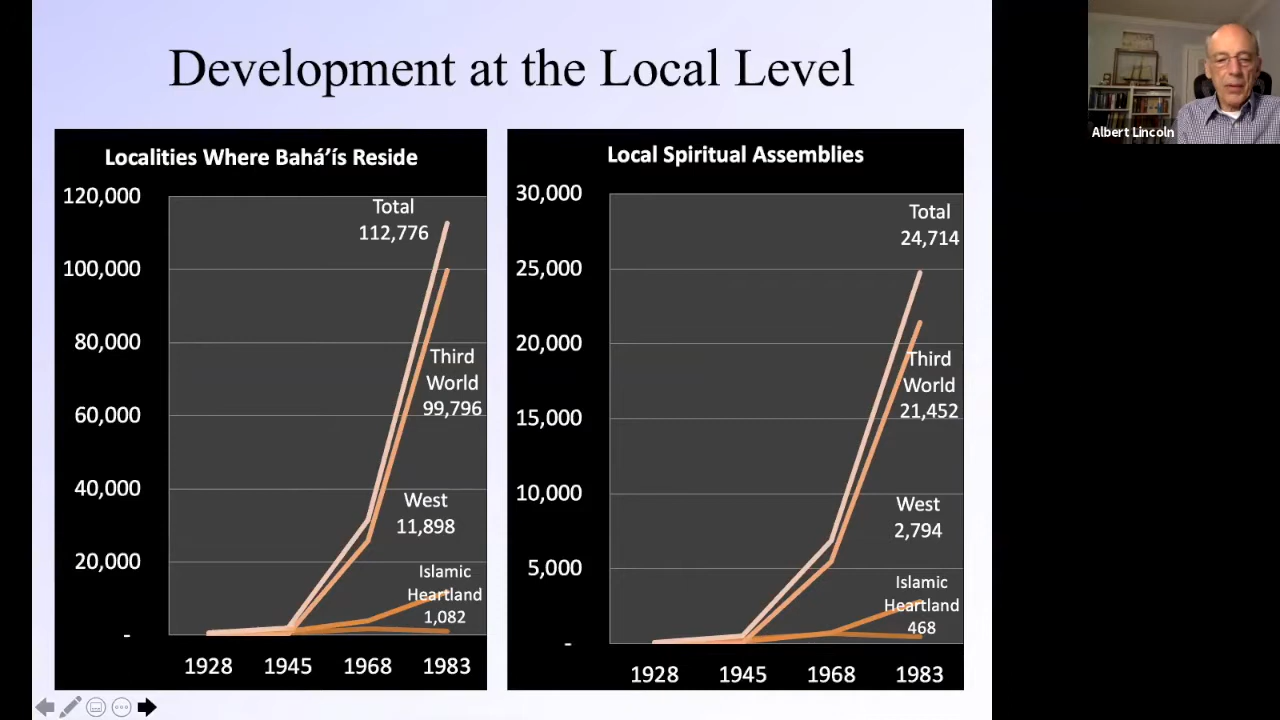 Development at the Local Level
Albert Lincoln
Localities Where Bahá’ís Reside
120,000
100,000
80,000
60,000
40,000
20,000
-
Total
112,776
Third
World
99,796
West
11,898
Islamic
Heartland
1,082
1928 1945 1968 1983
Local Spiritual Assemblies
30,000
25,000
20,000
15,000
10,000
5,000
-
Total
24,714
Third
World
21,452
West
2,794
Islamic
Heartland
468
1928 1945 1968 1983